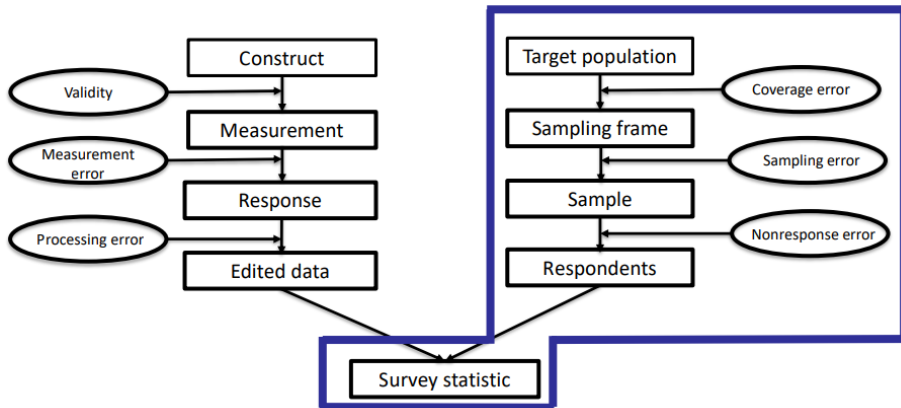 Construct
Validity
Measurement
Measurement
error
Response
Processing error
Edited data
Target population
Coverage error
Sampling frame
Sampling error
Sample
Nonresponse error
Respondents
Survey statistic